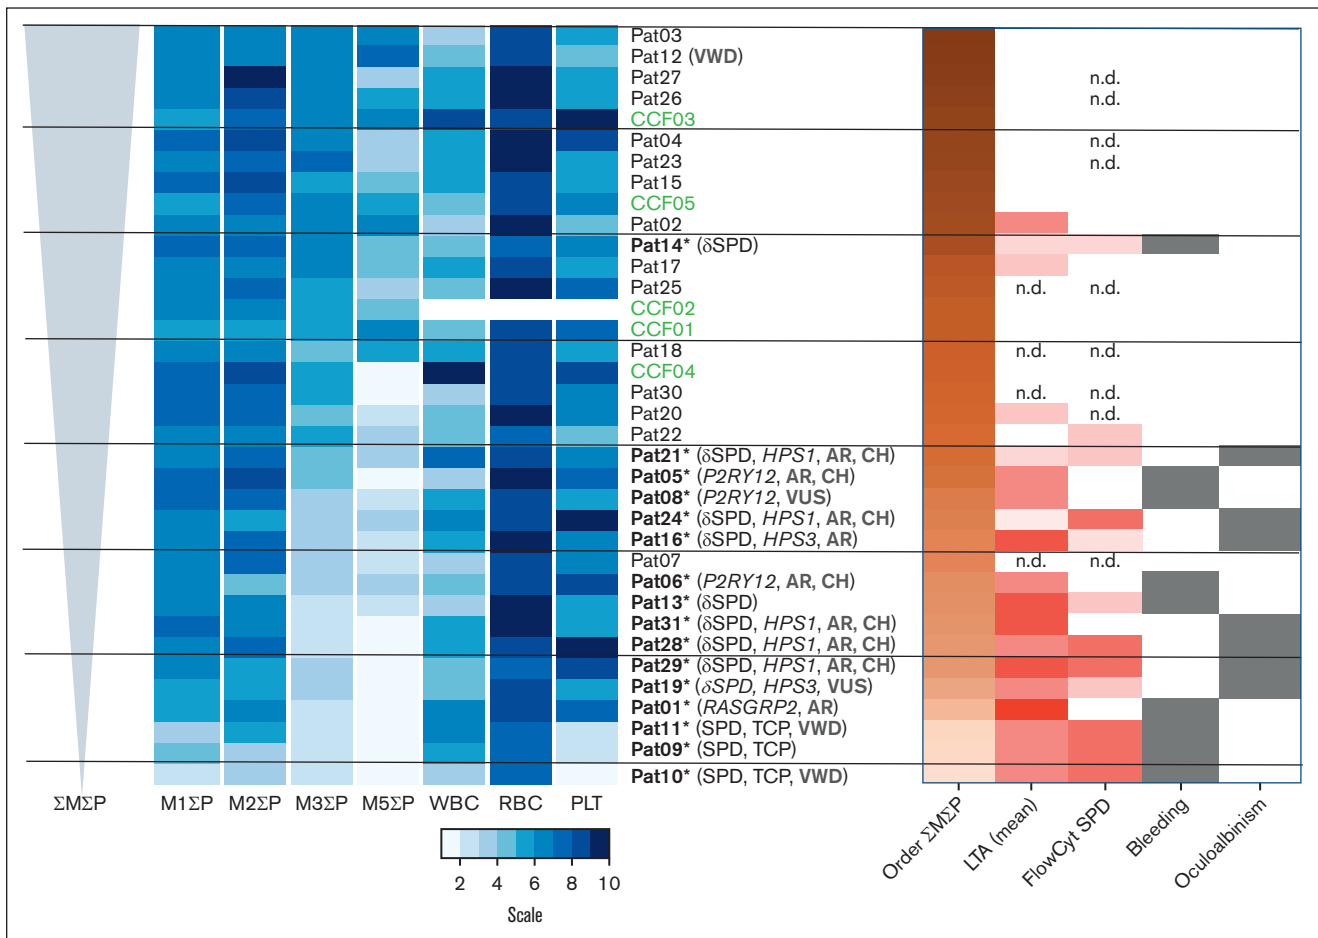 Pat03
Pat12 (VWD)
Pat27 n.d.
Pat26 n.d.
CCF03
Pat04 n.d.
Pat23 n.d.
Pat15
CCF05
Pat02
Pat14* (δSPD)
Pat17
Pat25 n.d. n.d.
CCF02
CCF01
Pat18 n.d. n.d.
CCF04
Pat30 n.d. n.d.
Pat20 n.d.
Pat22
Pat21* (δSPD, HPS1, AR, CH)
Pat05* (P2RY12, AR, CH)
Pat08* (P2RY12, VUS)
Pat24* (δSPD, HPS1, AR, CH)
Pat16* (δSPD, HPS3, AR)
Pat07 n.d. n.d.
Pat06* (P2RY12, AR, CH)
Pat13* (δSPD)
Pat31* (δSPD, HPS1, AR, CH)
Pat28* (δSPD, HPS1, AR, CH)
Pat29* (δSPD, HPS1, AR, CH)
Pat19* (δSPD, HPS3, VUS)
Pat01* (RASGRP2, AR)
Pat11* (SPD, TCP, VWD)
Pat09* (SPD, TCP)
Pat10* (SPD, TCP, VWD)
ΣMΣP M1ΣP M2ΣP M3ΣP M5ΣP WBC RBC PLT
Order ΣMΣP
LTA (mean)
FlowCyt SPD
Bleeding
Oculoalbinism
2 4 6 8 10
Scale